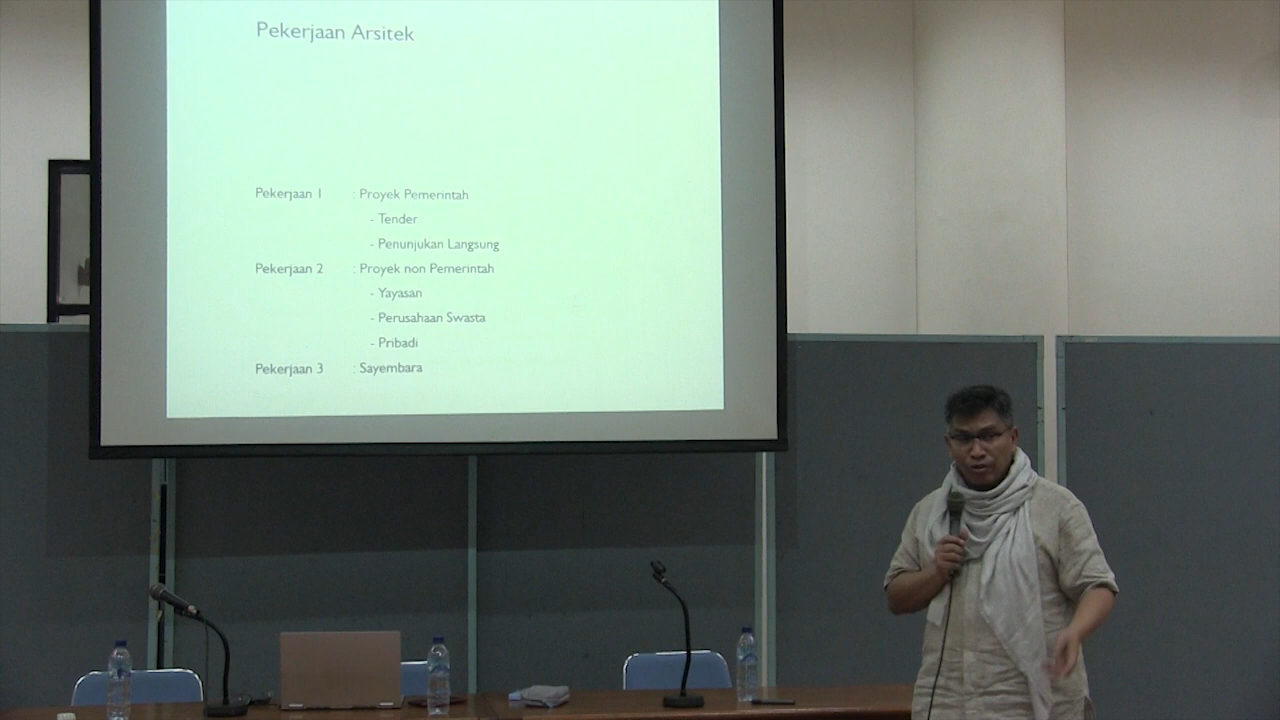 Pekerjaan Arsitek
Pekerjaan 1 : Proyek Pemerintah
- Tender
- Penunjukan Langsung
Pekerjaan 2 : Proyek non Pemerintah
- Yayasan
- Perusahaan Swasta
- Pribadi
Pekerjaan 3 : Sayembara